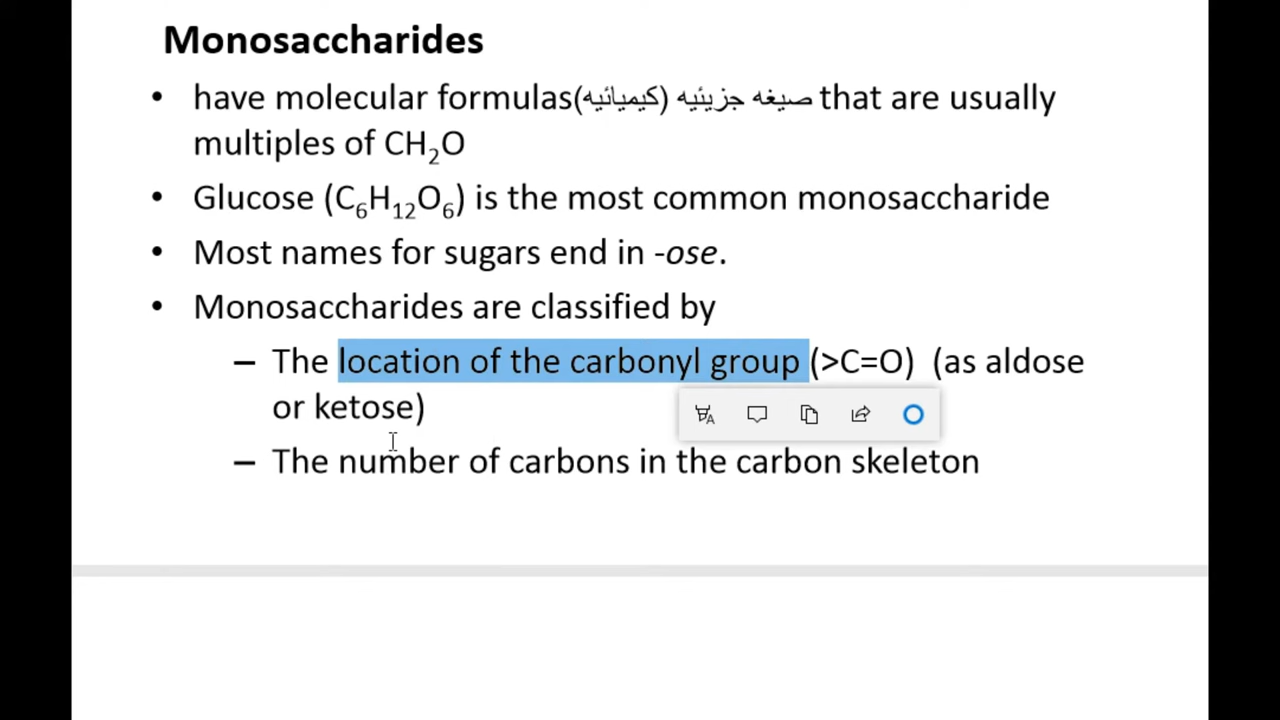 Monosaccharides
• have molecular formulas(صيغه جزيئيه (كيميائيه that are usually
multiples of CH₂O
• Glucose (C₆H₁₂O₆) is the most common monosaccharide
• Most names for sugars end in -ose.
• Monosaccharides are classified by
– The location of the carbonyl group (>C=O) (as aldose
or ketose)
– The number of carbons in the carbon skeleton